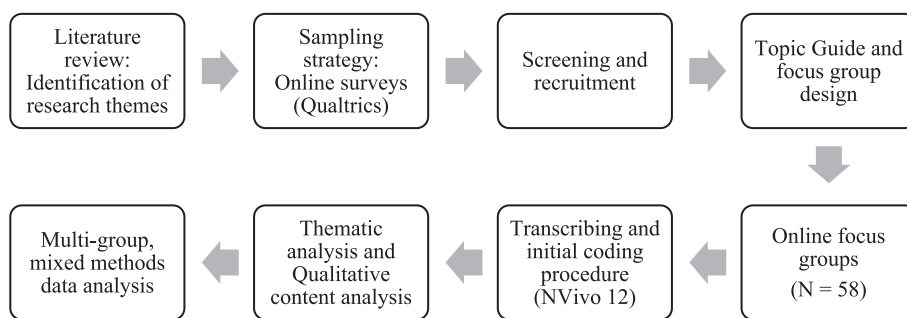 Literature
review:
Identification of
research themes
Sampling
strategy:
Online surveys
(Qualtrics)
Screening and
recruitment
Topic Guide and
focus group
design
Online focus
groups
(N = 58)
Transcribing and
initial coding
procedure
(NVivo 12)
Thematic
analysis and
Qualitative
content analysis
Multi-group,
mixed methods
data analysis